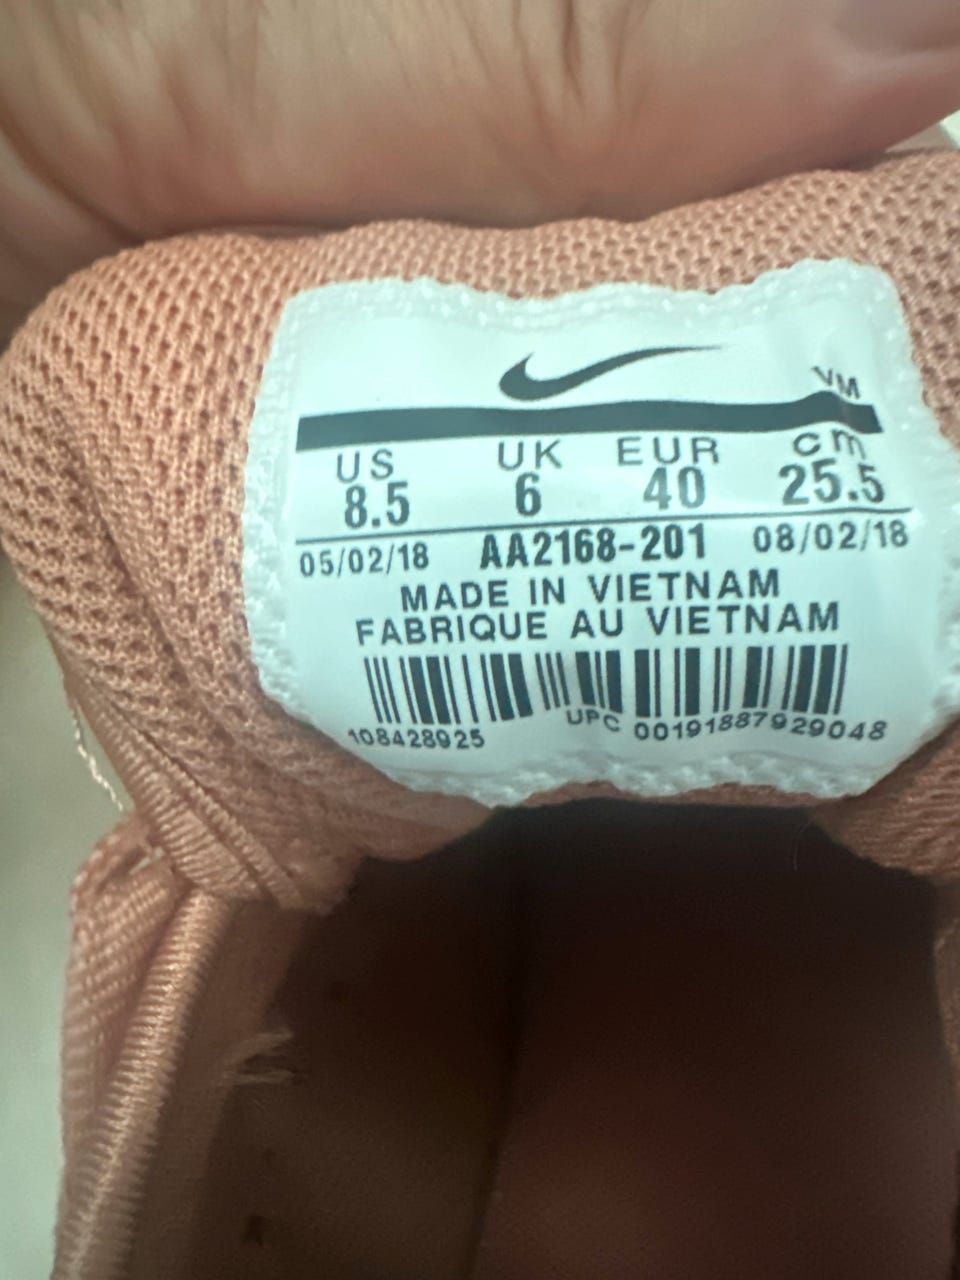 VM
US UK EUR cm
8.5 6 40 25.5
05/02/18 AA2168-201 08/02/18
MADE IN VIETNAM
FABRIQUE AU VIETNAM
108428925 UPC 00191887929048